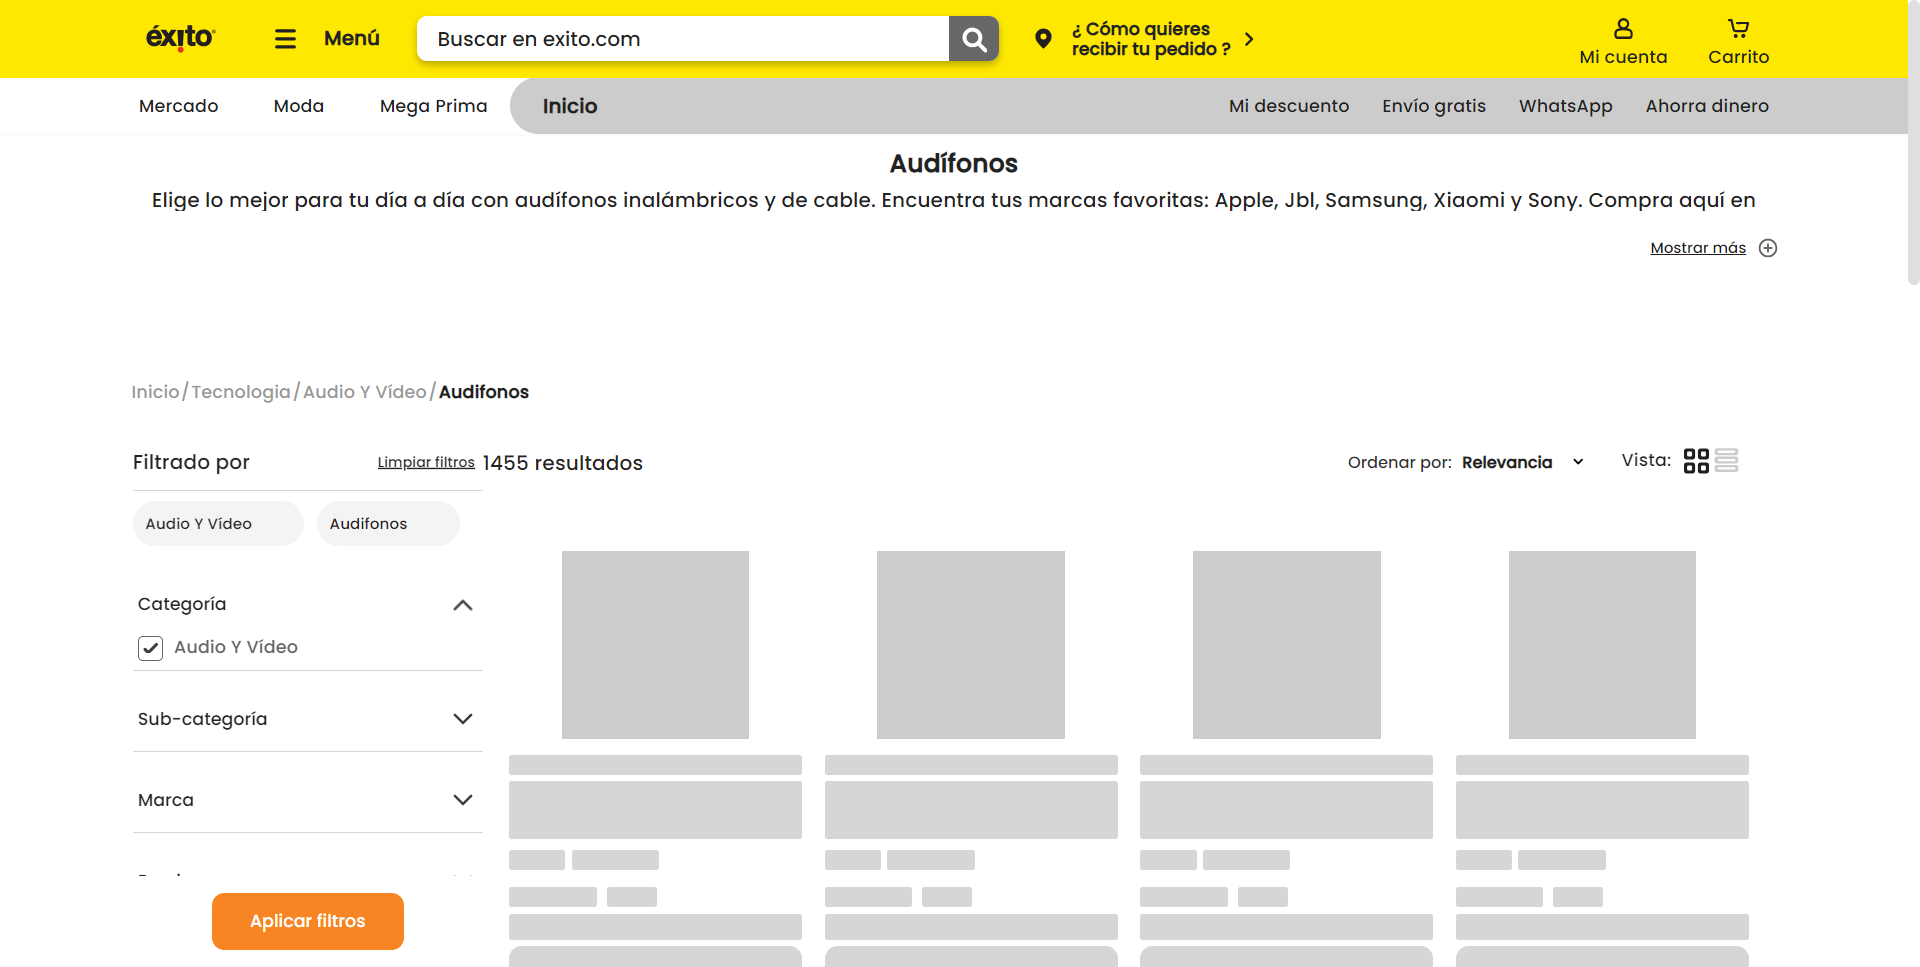 éxito
Menú
Buscar en exito.com
¿ Cómo quieres
recibir tu pedido ?
Mi cuenta
Carrito
Mercado
Moda
Mega Prima
Inicio
Mi descuento
Envío gratis
WhatsApp
Ahorra dinero
Audífonos
Elige lo mejor para tu día a día con audífonos inalámbricos y de cable. Encuentra tus marcas favoritas: Apple, Jbl, Samsung, Xiaomi y Sony. Compra aquí en
Mostrar más
Inicio/Tecnologia/Audio Y Vídeo/Audifonos
Filtrado por
Limpiar filtros
1455 resultados
Ordenar por: Relevancia
Vista:
Audio Y Vídeo
Audifonos
Categoría
Audio Y Vídeo
Sub-categoría
Marca
Aplicar filtros